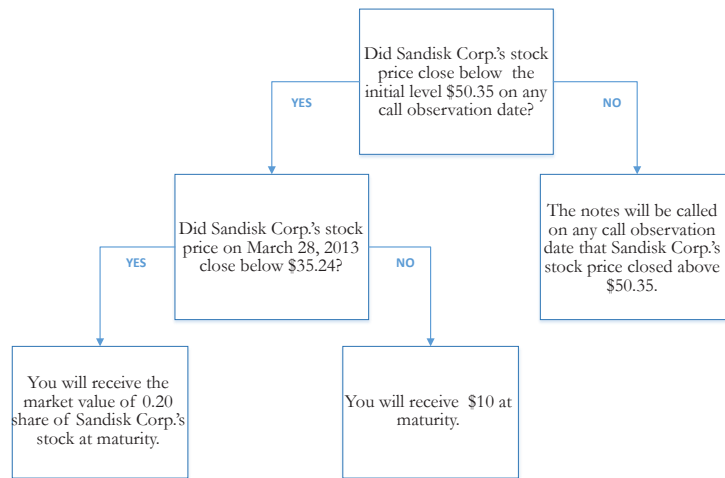 Did Sandisk Corp.'s stock
price close below the
initial level $50.35 on any
call observation date?
YES
NO
Did Sandisk Corp.'s stock
price on March 28, 2013
close below $35.24?
The notes will be called
on any call observation
date that Sandisk Corp.'s
stock price closed above
$50.35.
YES
NO
You will receive the
market value of 0.20
share of Sandisk Corp.'s
stock at maturity.
You will receive $10 at
maturity.